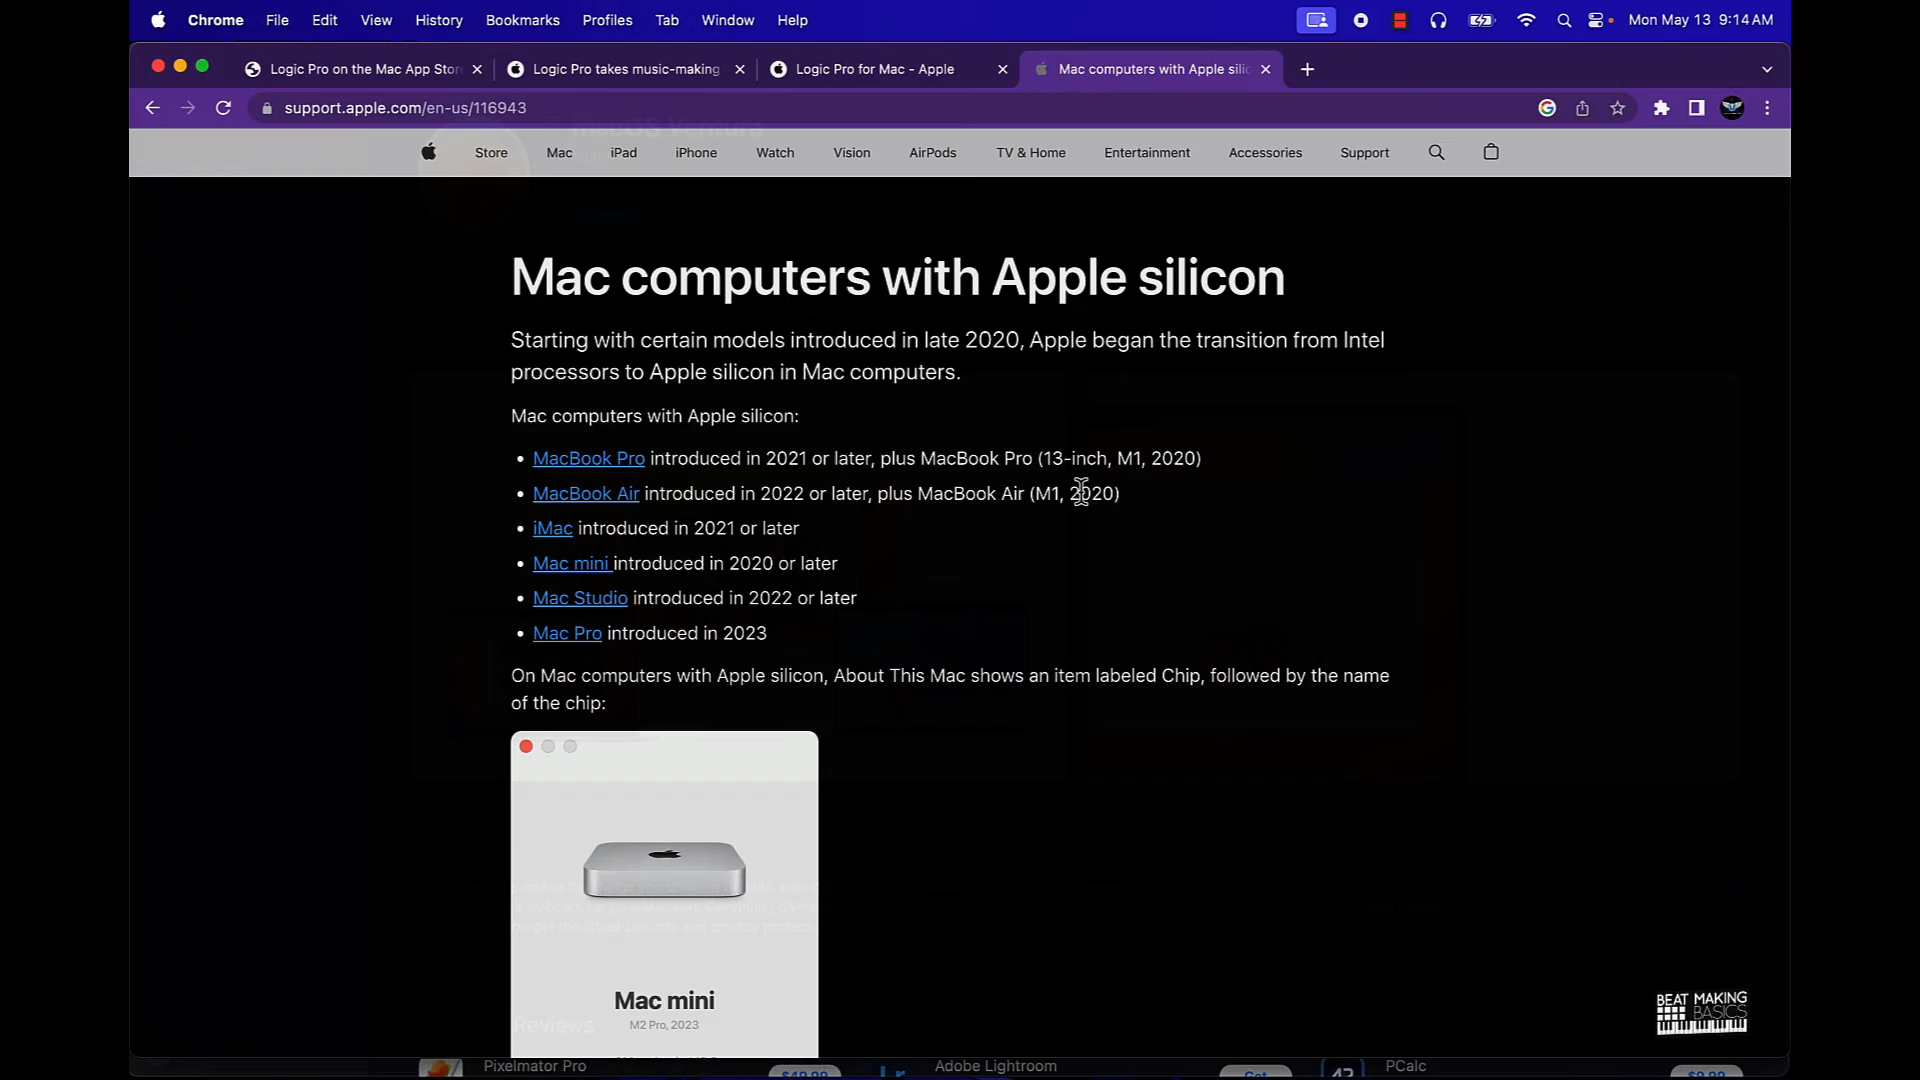 Chrome File Edit View History Bookmarks Profiles Tab Window Help Mon May 13 9:14 AM
Logic Pro on the Mac App Stor Logic Pro takes music-making Logic Pro for Mac - Apple Mac computers with Apple silic
support.apple.com/en-us/116943
macOS Ventura
Store Mac iPad iPhone Watch Vision AirPods TV & Home Entertainment Accessories Support
Mac computers with Apple silicon
Starting with certain models introduced in late 2020, Apple began the transition from Intel
processors to Apple silicon in Mac computers.
Mac computers with Apple silicon:
• MacBook Pro introduced in 2021 or later, plus MacBook Pro (13-inch, M1, 2020)
• MacBook Air introduced in 2022 or later, plus MacBook Air (M1, 2020)
• iMac introduced in 2021 or later
• Mac mini introduced in 2020 or later
• Mac Studio introduced in 2022 or later
• Mac Pro introduced in 2023
On Mac computers with Apple silicon, About This Mac shows an item labeled Chip, followed by the name
of the chip:
Mac mini
M2 Pro, 2023
Reviews
BEAT MAKING
BASICS
Pixelmator Pro $49.99 Adobe Lightroom Get PCalc $9.99